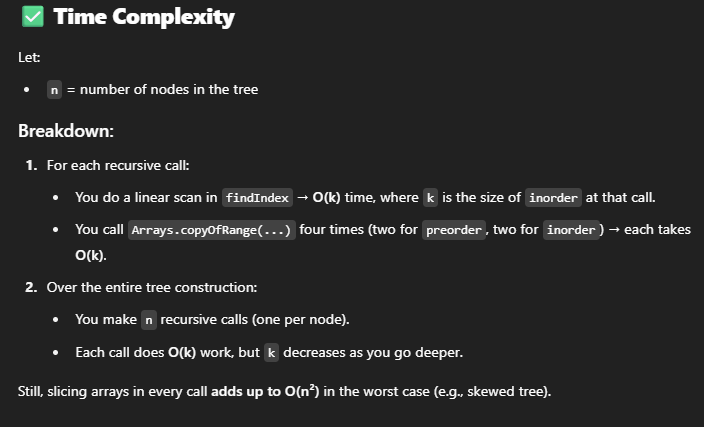 ✅ Time Complexity
Let:
• n = number of nodes in the tree
Breakdown:
1. For each recursive call:
• You do a linear scan in findIndex → O(k) time, where k is the size of inorder at that call.
• You call Arrays.copyOfRange(...) four times (two for preorder, two for inorder) → each takes
O(k).
2. Over the entire tree construction:
• You make n recursive calls (one per node).
• Each call does O(k) work, but k decreases as you go deeper.
Still, slicing arrays in every call adds up to O(n²) in the worst case (e.g., skewed tree).